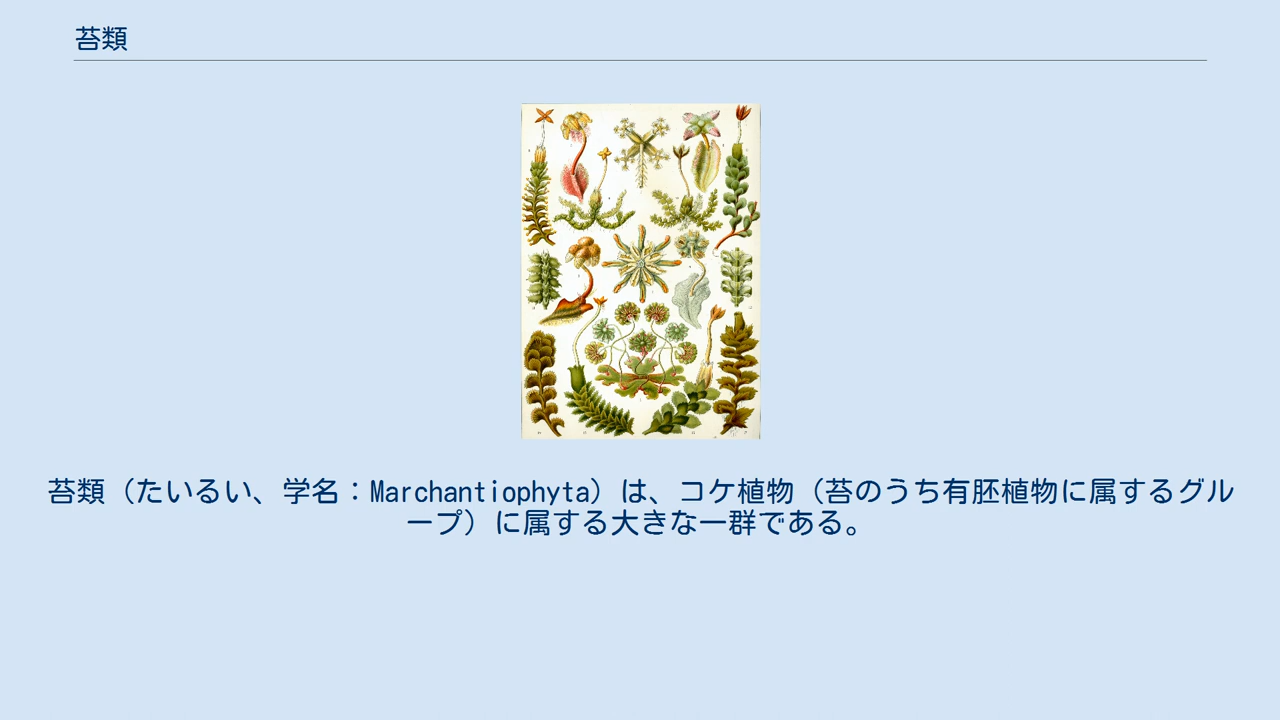 苔類
苔類（たいるい、学名：Marchantiophyta）は、コケ植物（苔のうち有胚植物に属するグル
ープ）に属する大きな一群である。